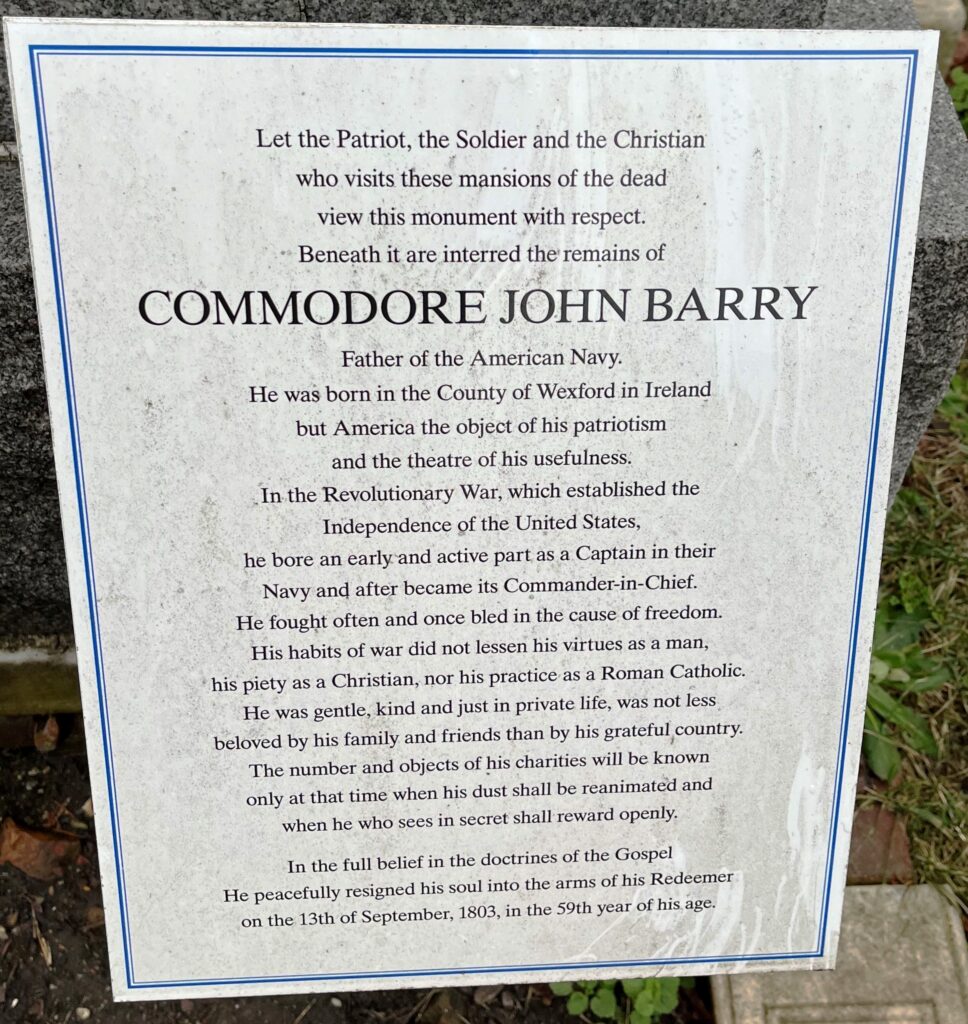 Let the Patriot, the Soldier and the Christian
who visits these mansions of the dead
view this monument with respect.
Beneath it are interred the remains of
COMMODORE JOHN BARRY
Father of the American Navy.
He was born in the County of Wexford in Ireland
but America the object of his patriotism
and the theatre of his usefulness.
In the Revolutionary War, which established the
Independence of the United States,
he bore an early and active part as a Captain in their
Navy and after became its Commander-in-Chief.
He fought often and once bled in the cause of freedom.
His habits of war did not lessen his virtues as a man,
his piety as a Christian, nor his practice as a Roman Catholic.
He was gentle, kind and just in private life, was not less
beloved by his family and friends than by his grateful country.
The number and objects of his charities will be known
only at that time when his dust shall be reanimated and
when he who sees in secret shall reward openly.
In the full belief in the doctrines of the Gospel
He peacefully resigned his soul into the arms of his Redeemer
on the 13th of September, 1803, in the 59th year of his age.